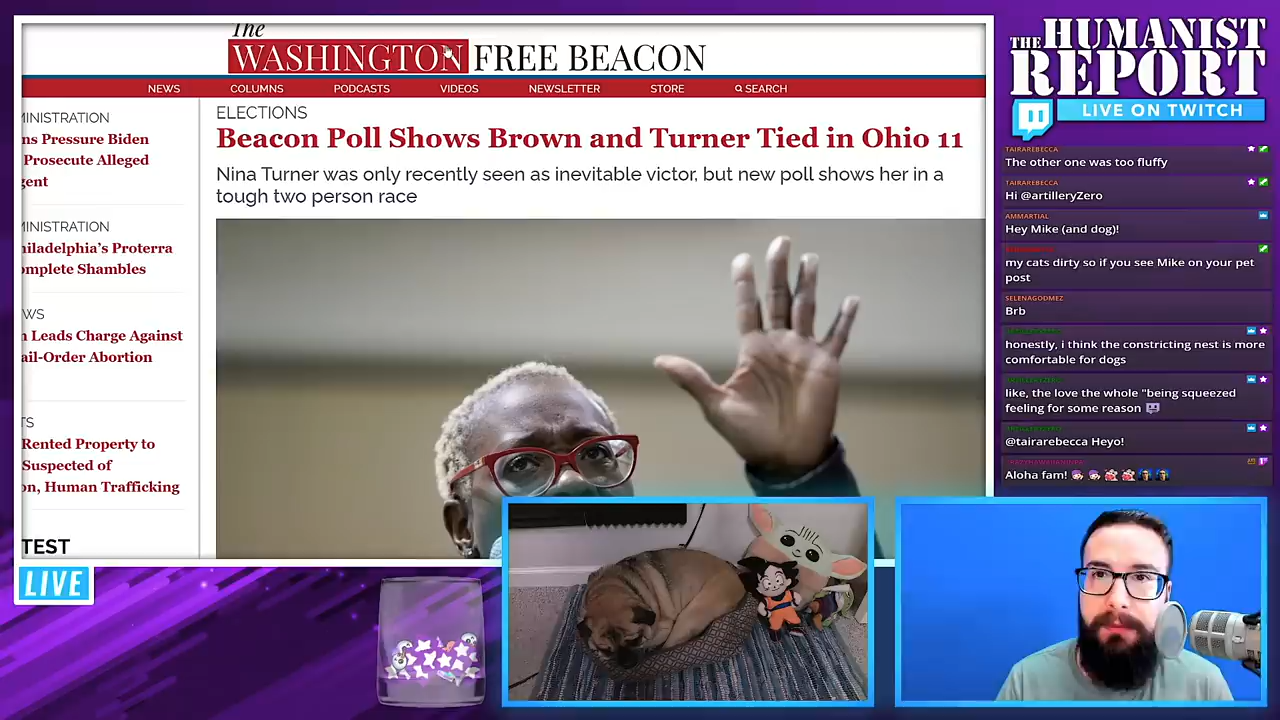 The
WASHINGTON FREE BEACON
NEWS COLUMNS PODCASTS VIDEOS NEWSLETTER STORE SEARCH
MINISTRATION
ns Pressure Biden
Prosecute Alleged
gent
MINISTRATION
hiladelphia's Proterra
omplete Shambles
WS
n Leads Charge Against
ail-Order Abortion
TS
Rented Property to
Suspected of
on, Human Trafficking
TEST
ELECTIONS
Beacon Poll Shows Brown and Turner Tied in Ohio 11
Nina Turner was only recently seen as inevitable victor, but new poll shows her in a
tough two person race
THE HUMANIST
REPORT
LIVE ON TWITCH
TAIRAREBECCA
The other one was too fluffy
TAIRAREBECCA
Hi @artilleryZero
AMMARTIAL
Hey Mike (and dog)!
my cats dirty so if you see Mike on your pet
post
SELENAGODMEZ
Brb
honestly, i think the constricting nest is more
comfortable for dogs
like, the love the whole "being squeezed
feeling for some reason
@tairarebecca Heyo!
Aloha fam!
LIVE